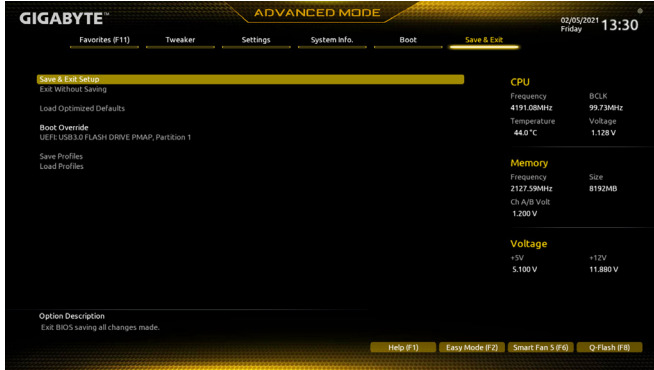 GIGABYTE™
ADVANCED MODE
02/05/2021
Friday
13:30
Favorites (F11) Tweaker Settings System Info. Boot Save & Exit
Save & Exit Setup
Exit Without Saving
Load Optimized Defaults
Boot Override
UEFI: USB3.0 FLASH DRIVE PMAP, Partition 1
Save Profiles
Load Profiles
CPU
Frequency BCLK
4191.08MHz 99.73MHz
Temperature Voltage
44.0 °C 1.128 V
Memory
Frequency Size
2127.59MHz 8192MB
Ch A/B Volt
1.200 V
Voltage
+5V +12V
5.100 V 11.880 V
Option Description
Exit BIOS saving all changes made.
Help (F1) Easy Mode (F2) Smart Fan 5 (F6) Q-Flash (F8)